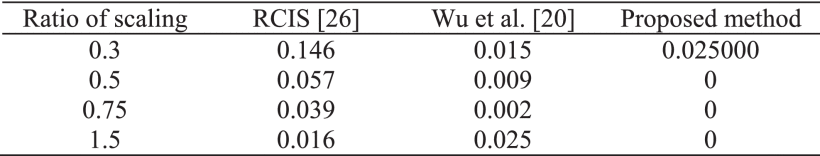 Ratio of scaling RCIS [26] Wu et al. [20] Proposed method
0.3 0.146 0.015 0.025000
0.5 0.057 0.009 0
0.75 0.039 0.002 0
1.5 0.016 0.025 0